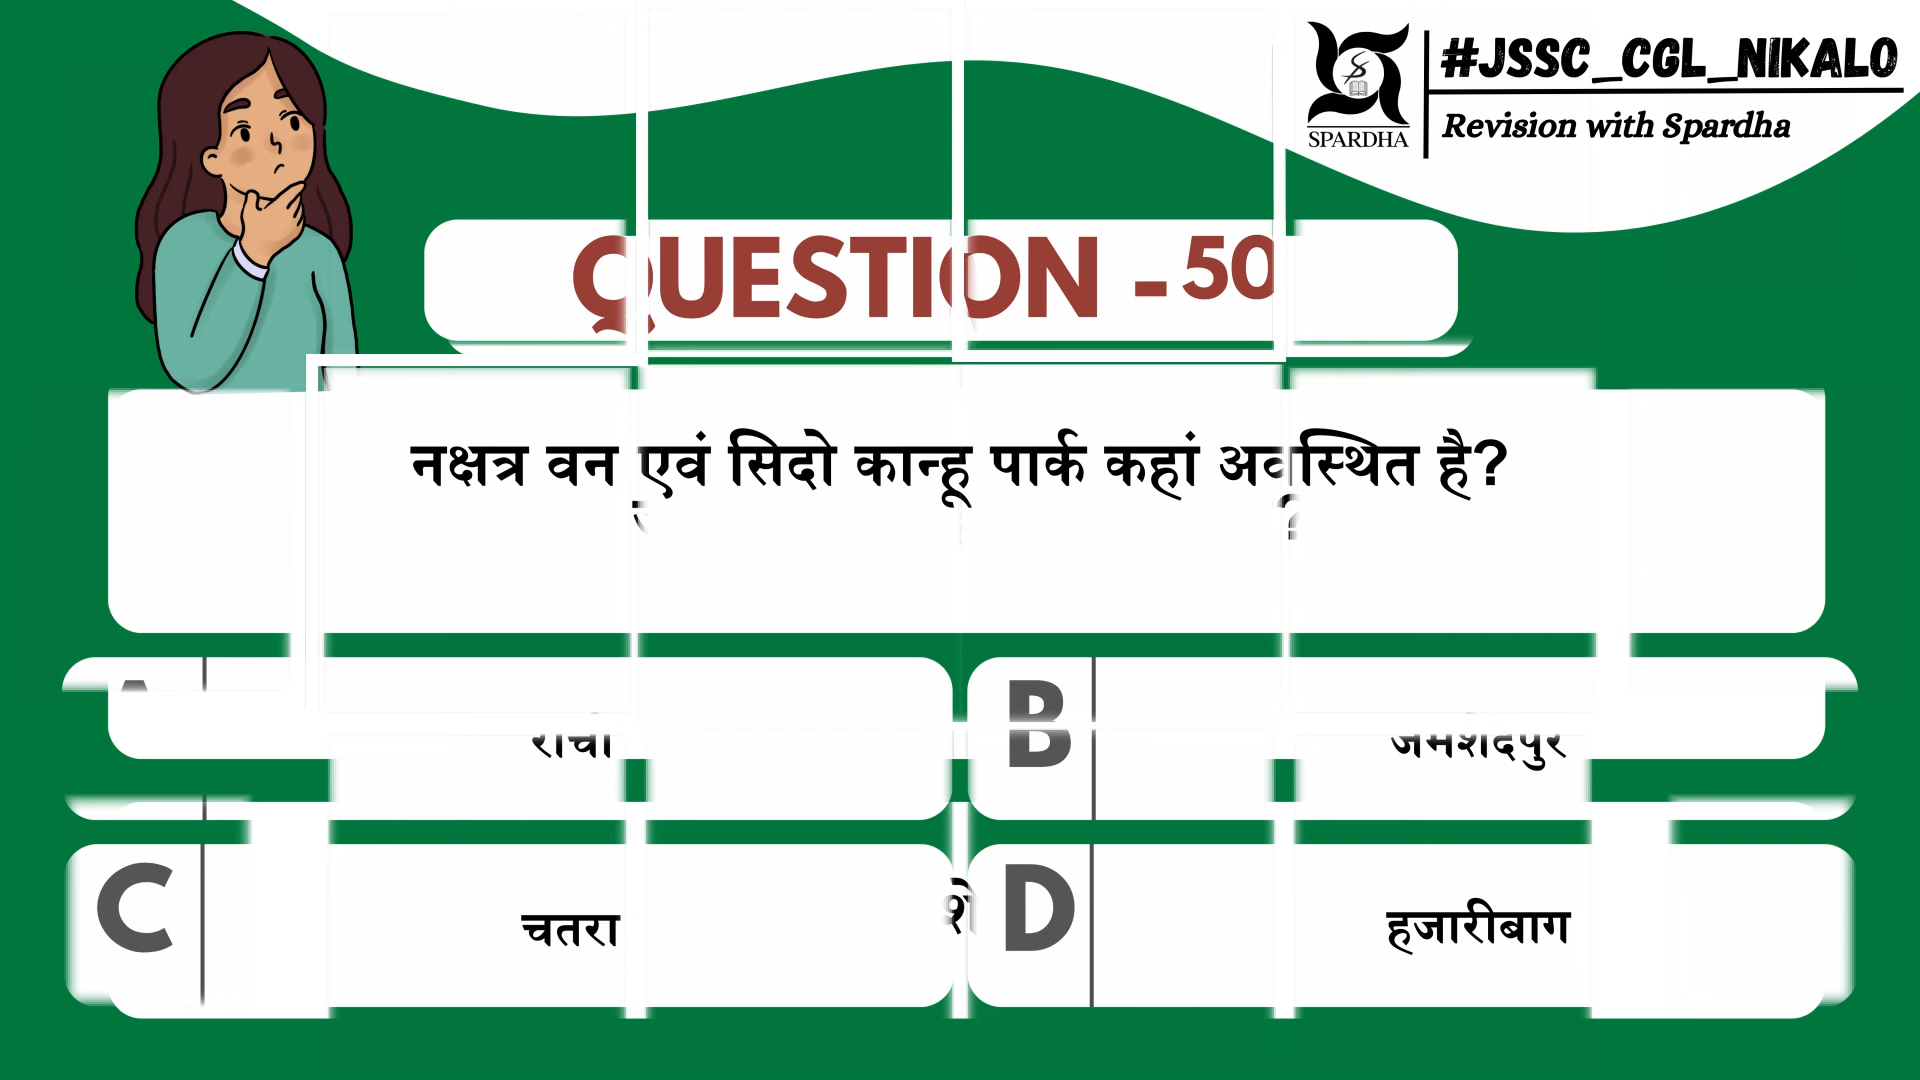 #JSSC_CGL_NIKALO
SPARDHA
Revision with Spardha
QUESTION - 50
नक्षत्र वन एवं सिदो कान्हू पार्क कहां अवस्थित है?
रांची
B
जमशेदपुर
C
चतरा
D
हजारीबाग